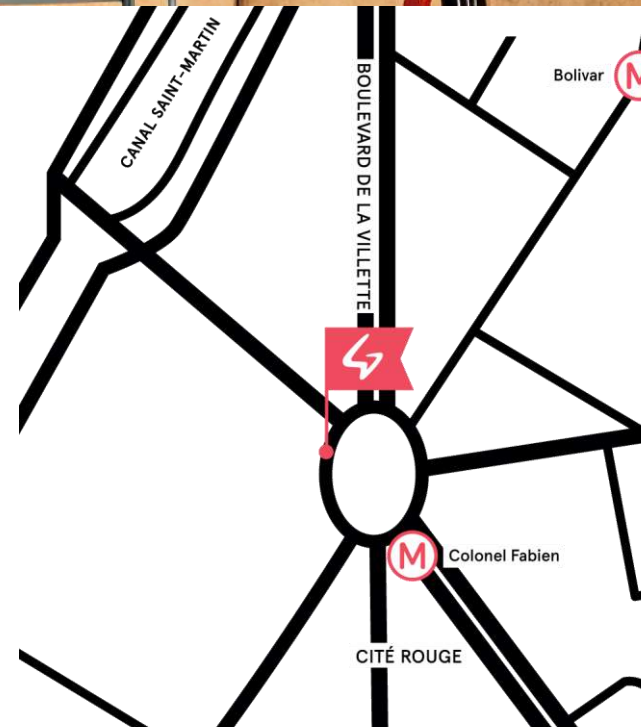 CANAL SAINT-MARTIN
BOULEVARD DE LA VILLETTE
Bolivar
M
M
Colonel Fabien
CITÉ ROUGE